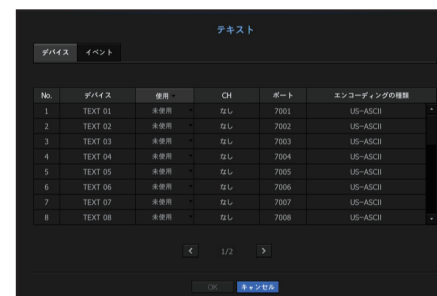 テキスト
デバイス イベント
No. デバイス 使用 CH ポート エンコーディングの種類
1 TEXT 01 未使用 なし 7001 US-ASCII
2 TEXT 02 未使用 なし 7002 US-ASCII
3 TEXT 03 未使用 なし 7003 US-ASCII
4 TEXT 04 未使用 なし 7004 US-ASCII
5 TEXT 05 未使用 なし 7005 US-ASCII
6 TEXT 06 未使用 なし 7006 US-ASCII
7 TEXT 07 未使用 なし 7007 US-ASCII
8 TEXT 08 未使用 なし 7008 US-ASCII
< 1/2 >
OK キャンセル